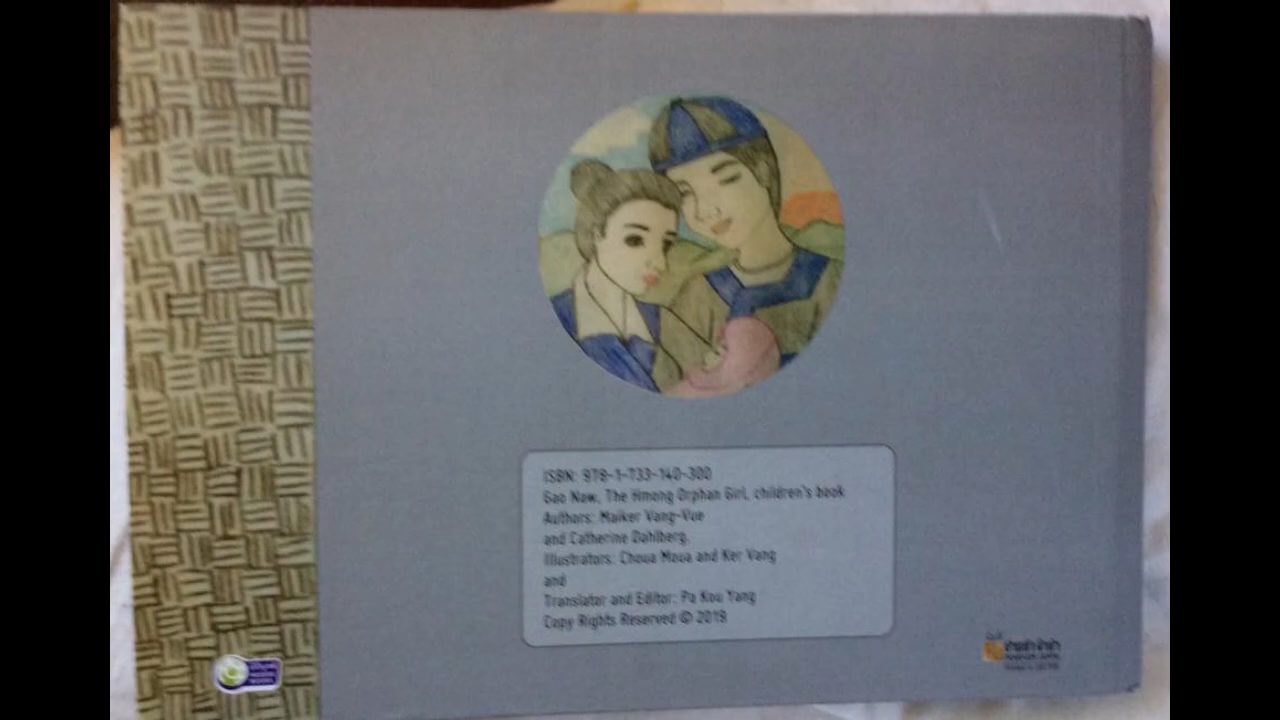 ISBN: 978-1-733-140-300
Gao Now, The Hmong Orphan Girl, children's book
Authors: Maiker Vang-Vue
and Catherine Dahlberg.
Illustrators: Choua Moua and Ker Vang
and
Translator and Editor: Pa Kou Yang
Copy Rights Reserved © 2019